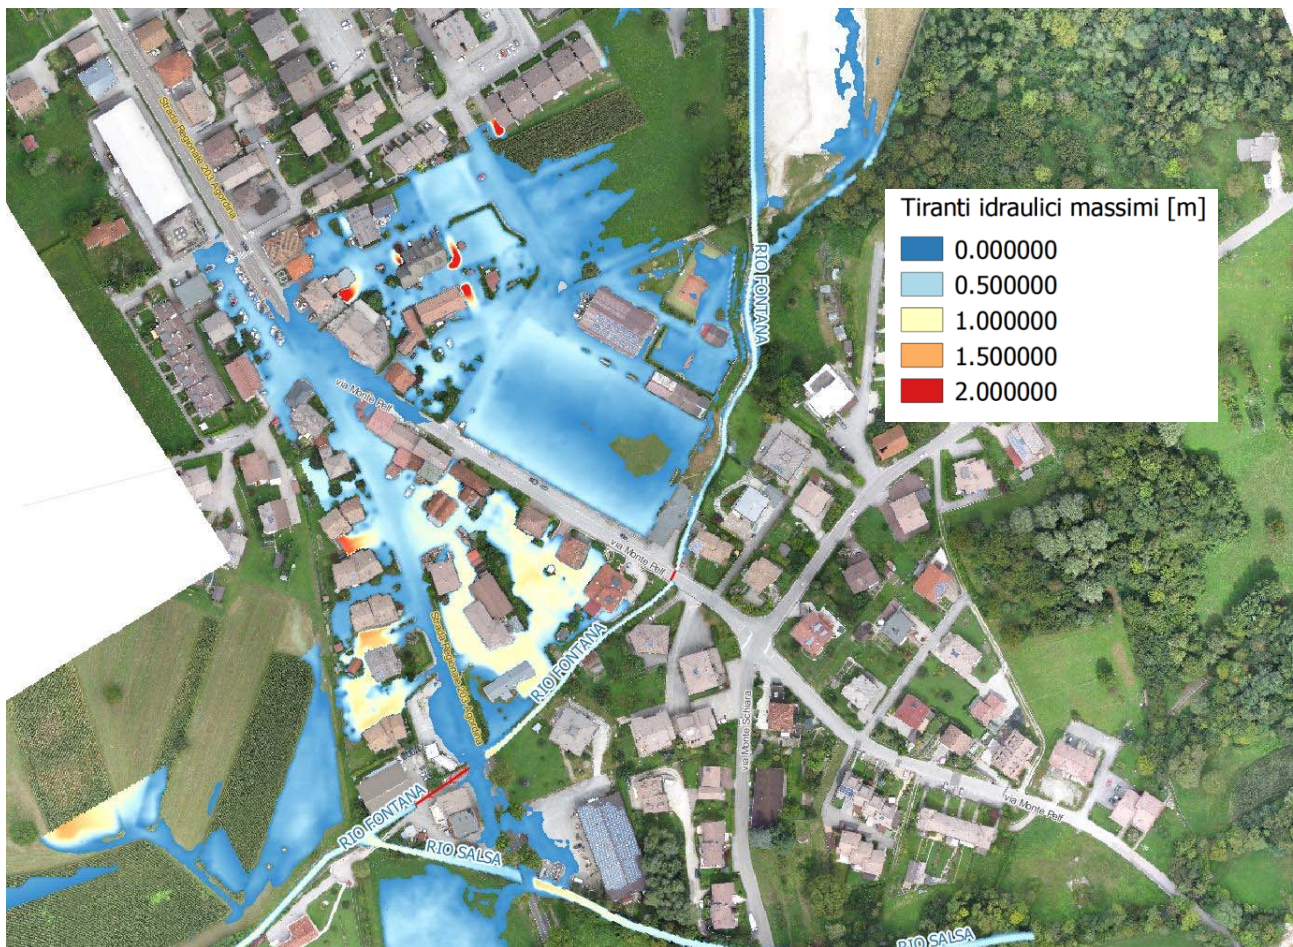 Strada Regionale 203 Agordina
Tiranti idraulici massimi [m]
0.000000
0.500000
1.000000
1.500000
2.000000
RIO FONTANA
via Monte Pelf
via Monte Pelf
RIO FONTANA
Strada Regionale 203 Agordina
via Monte Schiara
RIO FONTANA
via Monte Pelf
RIO SALSA
RIO SALSA